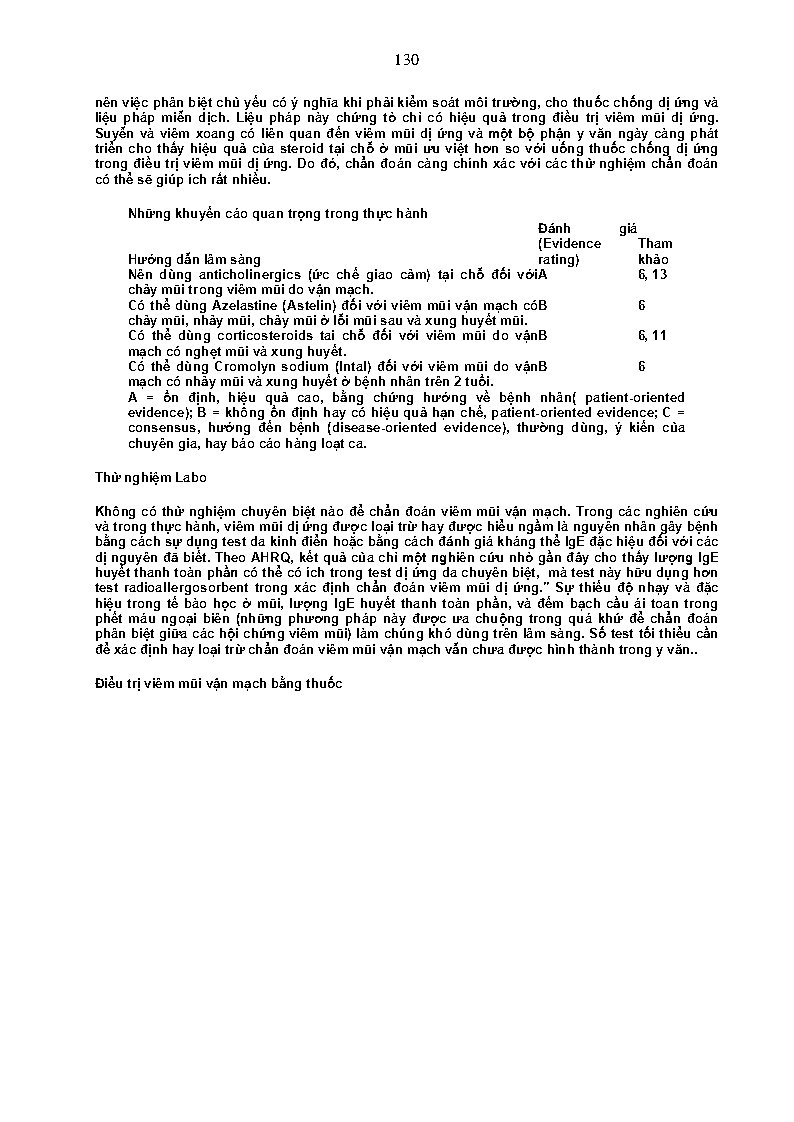 130
nên việc phân biệt chủ yếu có ý nghĩa khi phải kiểm soát môi trường, cho thuốc chống dị ứng và
liệu pháp miễn dịch. Liệu pháp này chứng tỏ chỉ có hiệu quả trong điều trị viêm mũi dị ứng.
Suyễn và viêm xoang có liên quan đến viêm mũi dị ứng và một bộ phận y văn ngày càng phát
triển cho thấy hiệu quả của steroid tại chỗ ở mũi ưu việt hơn so với uống thuốc chống dị ứng
trong điều trị viêm mũi dị ứng. Do đó, chẩn đoán càng chính xác với các thử nghiệm chẩn đoán
có thể sẽ giúp ích rất nhiều.
Những khuyến cáo quan trọng trong thực hành
Đánh giá
(Evidence Tham
Hướng dẫn lâm sàng rating) khảo
Nên dùng anticholinergics (ức chế giao cảm) tại chỗ đối với A 6, 13
chảy mũi trong viêm mũi do vận mạch.
Có thể dùng Azelastine (Astelin) đối với viêm mũi vận mạch có B 6
chảy mũi, nhảy mũi, chảy mũi ở lỗi mũi sau và xung huyết mũi.
Có thể dùng corticosteroids tai chỗ đối với viêm mũi do vận B 6, 11
mạch có nghẹt mũi và xung huyết.
Có thể dùng Cromolyn sodium (Intal) đối với viêm mũi do vận B 6
mạch có nhảy mũi và xung huyết ở bệnh nhân trên 2 tuổi.
A = ổn định, hiệu quả cao, bằng chứng hướng về bệnh nhân( patient-oriented
evidence); B = không ổn định hay có hiệu quả hạn chế, patient-oriented evidence; C =
consensus, hướng đến bệnh (disease-oriented evidence), thường dùng, ý kiến của
chuyên gia, hay báo cáo hàng loạt ca.
Thử nghiệm Labo
Không có thử nghiệm chuyên biệt nào để chẩn đoán viêm mũi vận mạch. Trong các nghiên cứu
và trong thực hành, viêm mũi dị ứng được loại trừ hay được hiểu ngầm là nguyên nhân gây bệnh
bằng cách sự dụng test da kinh điển hoặc bằng cách đánh giá kháng thể IgE đặc hiệu đối với các
dị nguyên đã biết. Theo AHRQ, kết quả của chỉ một nghiên cứu nhỏ gần đây cho thấy lượng IgE
huyết thanh toàn phần có thể có ích trong test dị ứng da chuyên biệt, mà test này hữu dụng hơn
test radioallergosorbent trong xác định chẩn đoán viêm mũi dị ứng.” Sự thiếu độ nhạy và đặc
hiệu trong tế bào học ở mũi, lượng IgE huyết thanh toàn phần, và đếm bạch cầu ái toan trong
phết máu ngoại biên (những phương pháp này được ưa chuộng trong quá khứ để chẩn đoán
phân biệt giữa các hội chứng viêm mũi) làm chúng khó dùng trên lâm sàng. Số test tối thiểu cần
để xác định hay loại trừ chẩn đoán viêm mũi vận mạch vẫn chưa được hình thành trong y văn..
Điều trị viêm mũi vận mạch bằng thuốc